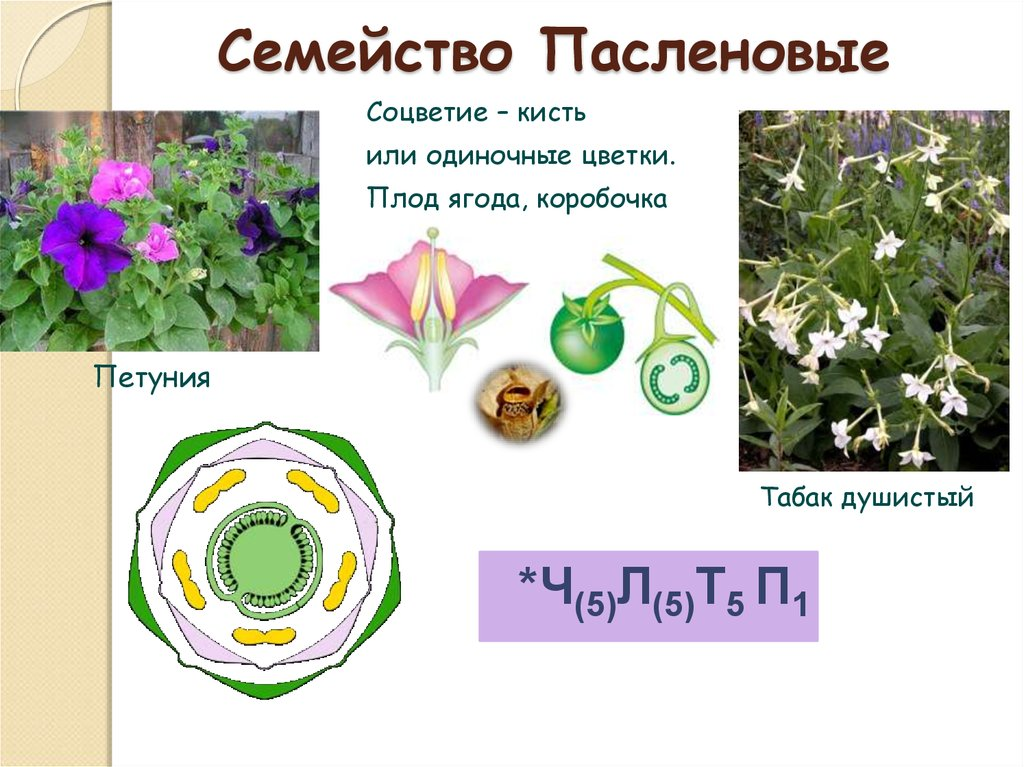 Семейство Пасленовые
Соцветие – кисть
или одиночные цветки.
Плод ягода, коробочка
Петуния
Табак душистый
*Ч(5)Л(5)Т5 П1